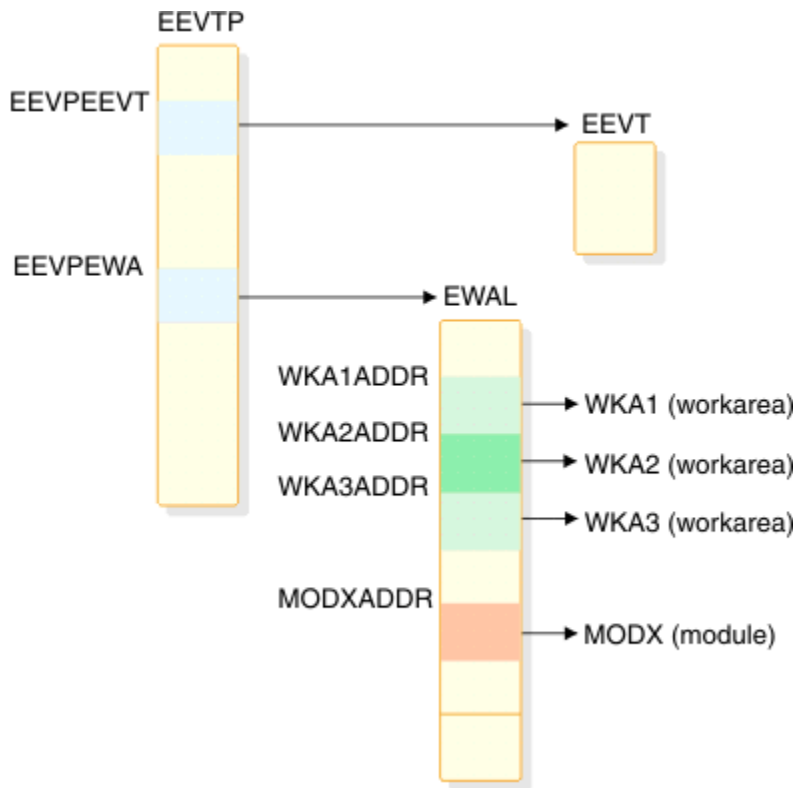 EEVTP
EEVPEEVT
EEVT
EEVPEWA
EWAL
WKA1ADDR
WKA1 (workarea)
WKA2ADDR
WKA2 (workarea)
WKA3ADDR
WKA3 (workarea)
MODXADDR
MODX (module)